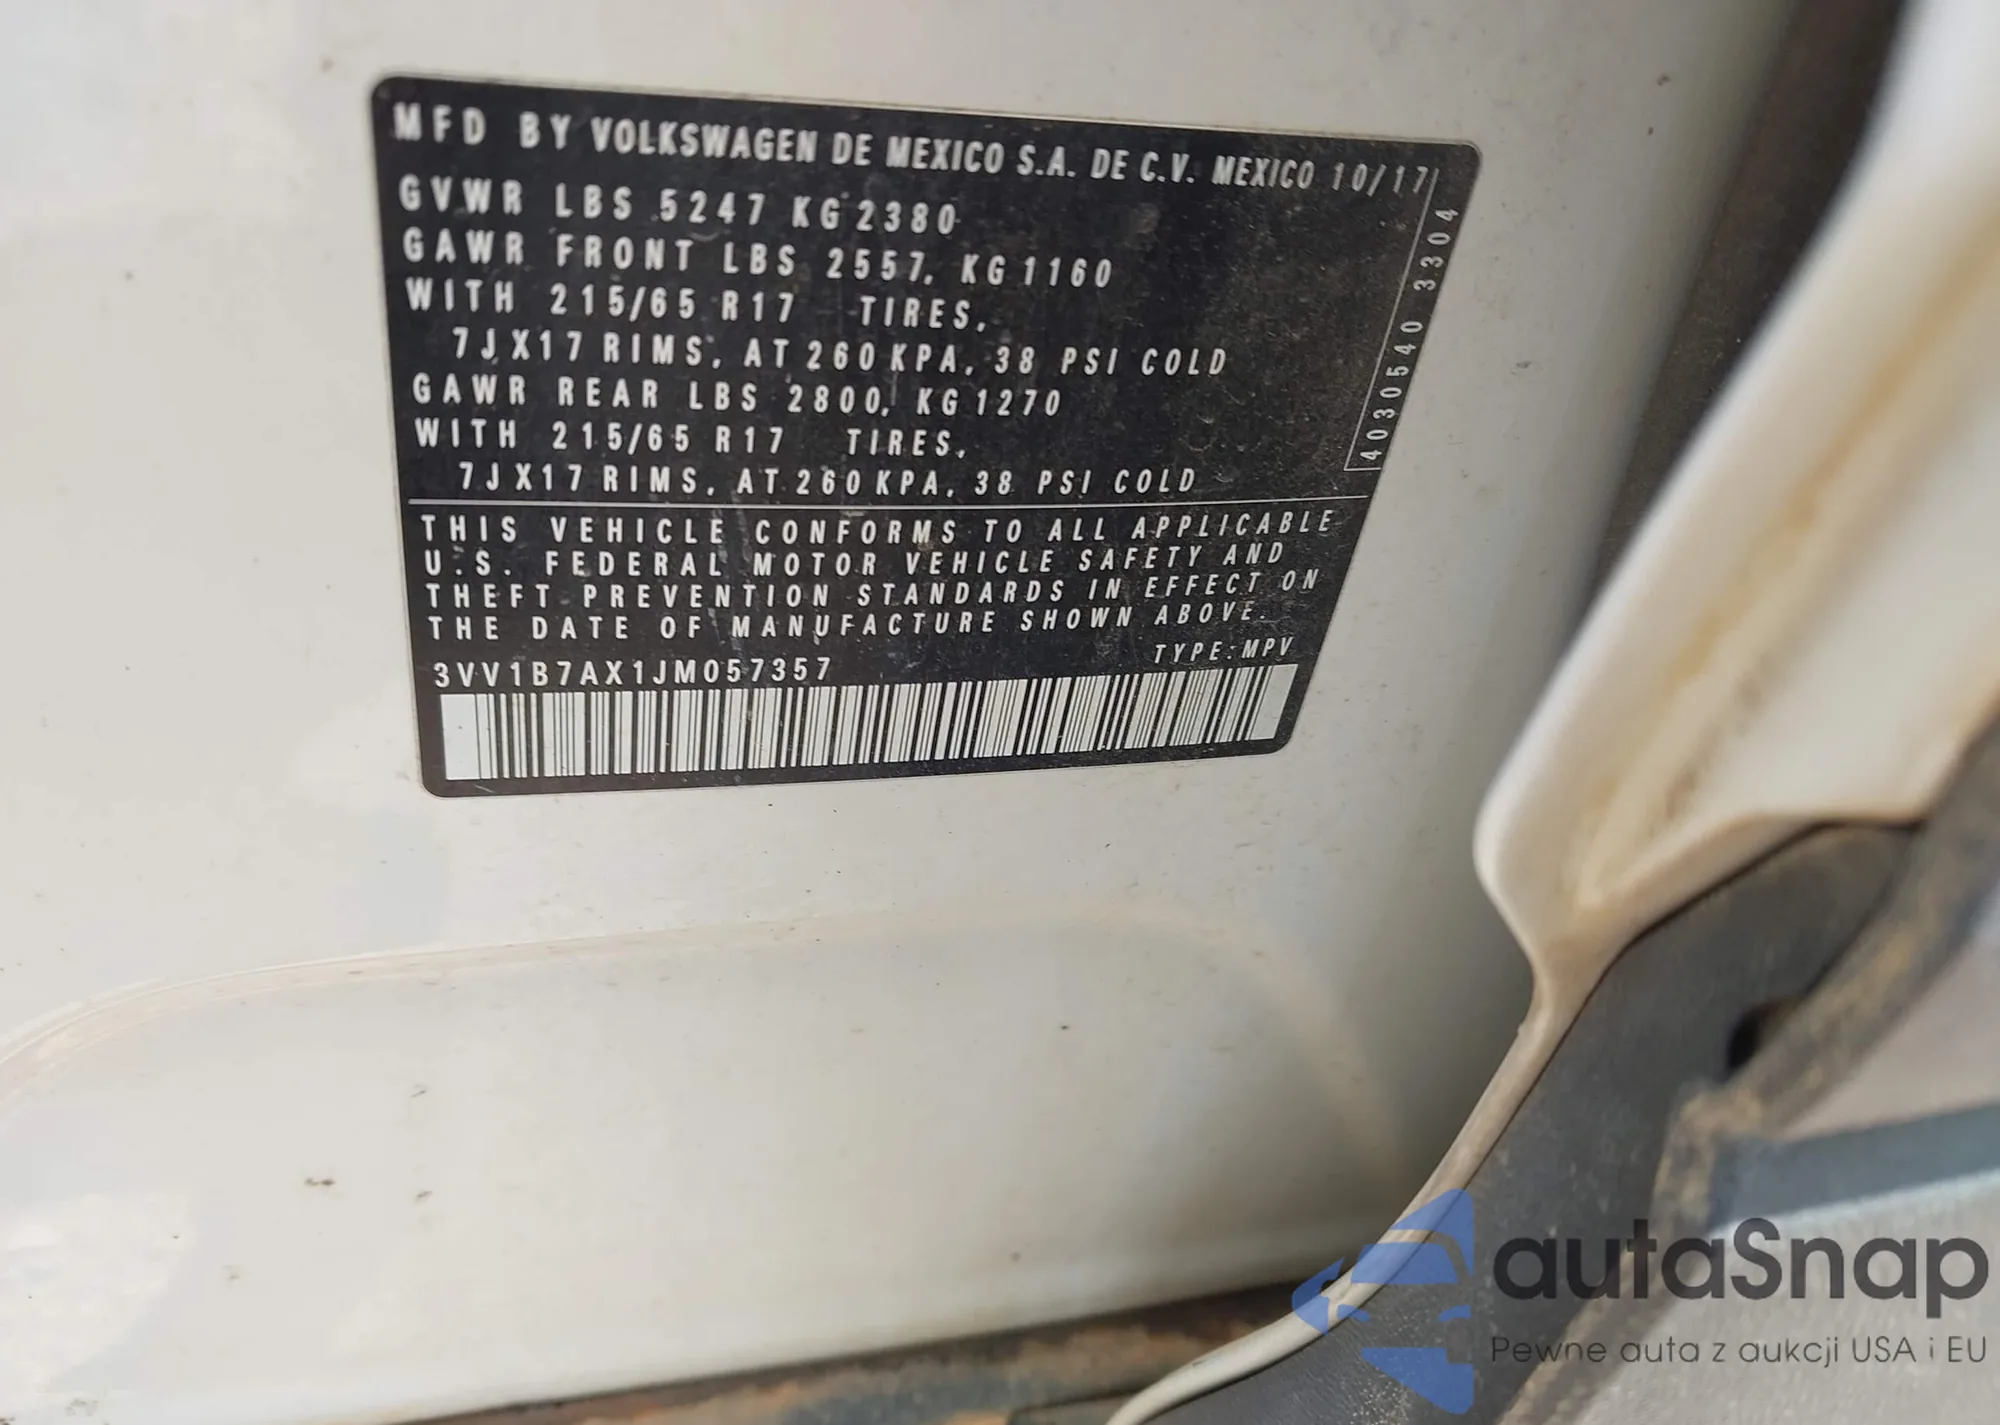 MFD BY VOLKSWAGEN DE MEXICO S.A. DE C.V. MEXICO 10/17
GVWR LBS 5247 KG 2380
GAWR FRONT LBS 2557, KG 1160
WITH 215/65 R17 TIRES,
7JX17 RIMS, AT 260 KPA, 38 PSI COLD
GAWR REAR LBS 2800, KG 1270
WITH 215/65 R17 TIRES,
7JX17 RIMS, AT 260 KPA, 38 PSI COLD
4030540 3304
THIS VEHICLE CONFORMS TO ALL APPLICABLE
U.S. FEDERAL MOTOR VEHICLE SAFETY AND
THEFT PREVENTION STANDARDS IN EFFECT ON
THE DATE OF MANUFACTURE SHOWN ABOVE.
3VV1B7AX1JM057357
TYPE: MPV
autaSnap
Pewne auta z aukcji USA i EU